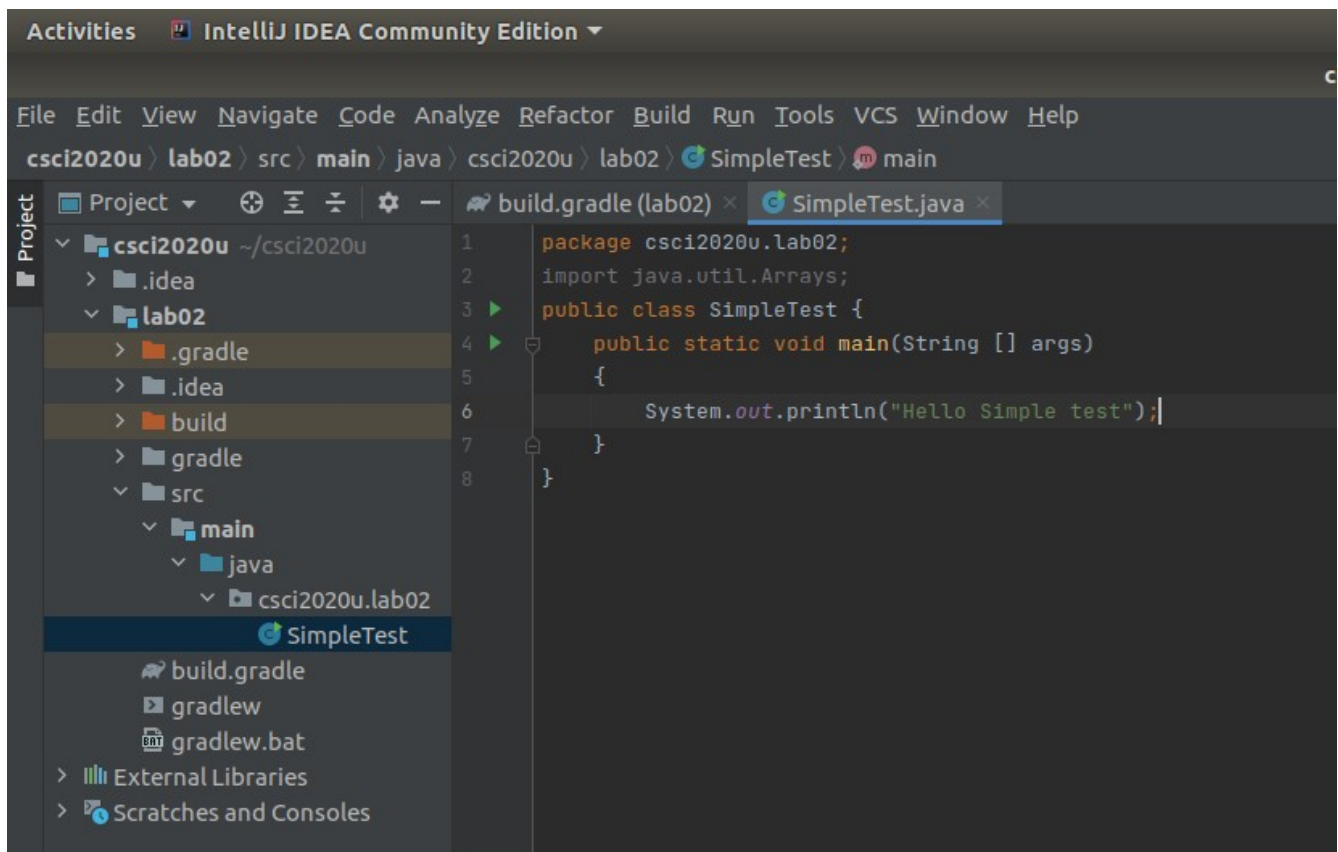 Activities IntelliJ IDEA Community Edition
c
File Edit View Navigate Code Analyze Refactor Build Run Tools VCS Window Help
csci2020u lab02 src main java csci2020u lab02 SimpleTest main
Project
Project
build.gradle (lab02) SimpleTest.java
csci2020u ~/csci2020u
.idea
lab02
.gradle
.idea
build
gradle
src
main
java
csci2020u.lab02
SimpleTest
build.gradle
gradlew
BAT gradlew.bat
External Libraries
Scratches and Consoles
1 package csci2020u.lab02;
2 import java.util.Arrays;
3 public class SimpleTest {
4 public static void main(String [] args)
5 {
6 System.out.println("Hello Simple test");
7 }
8 }